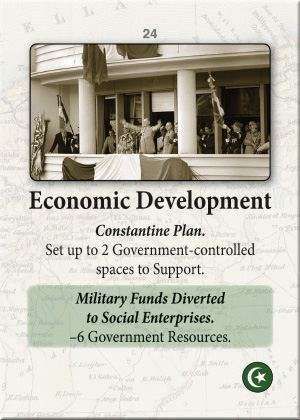 24
Economic Development
Constantine Plan.
Set up to 2 Government-controlled
spaces to Support.
Military Funds Diverted
to Social Enterprises.
–6 Government Resources.